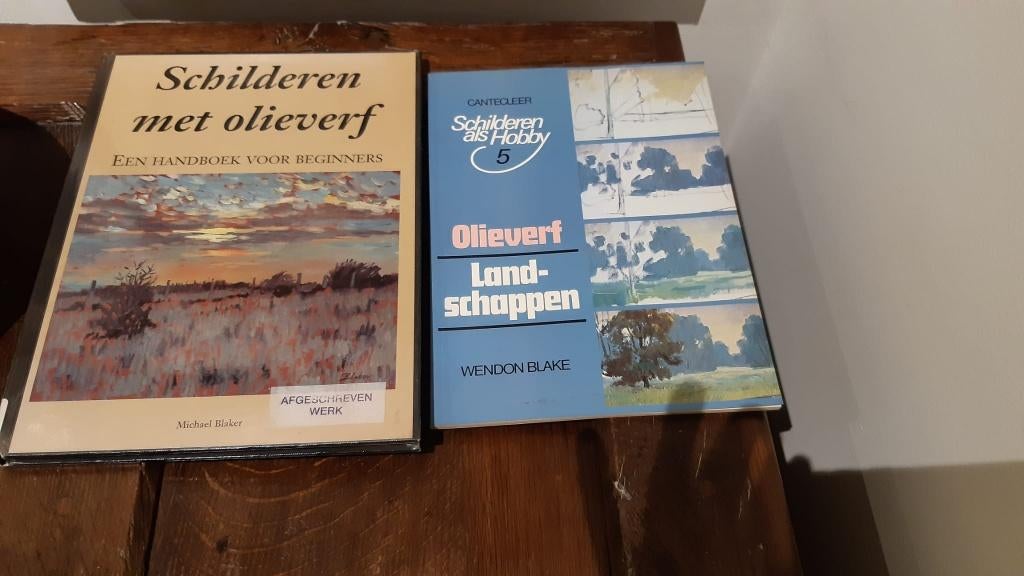 Schilderen
met olieverf
EEN HANDBOEK VOOR BEGINNERS
AFGESCHREVEN
WERK
Michael Blaker
CANTECLEER
Schilderen
als Hobby
5
Olieverf
Land-
schappen
WENDON BLAKE